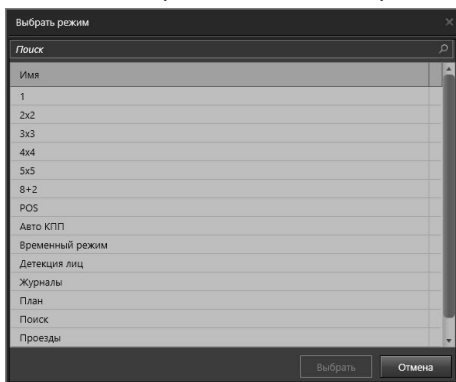 Выбрать режим
Поиск
Имя
1
2x2
3x3
4x4
5x5
8+2
POS
Авто КПП
Временный режим
Детекция лиц
Журналы
План
Поиск
Проезды
Выбрать
Отмена